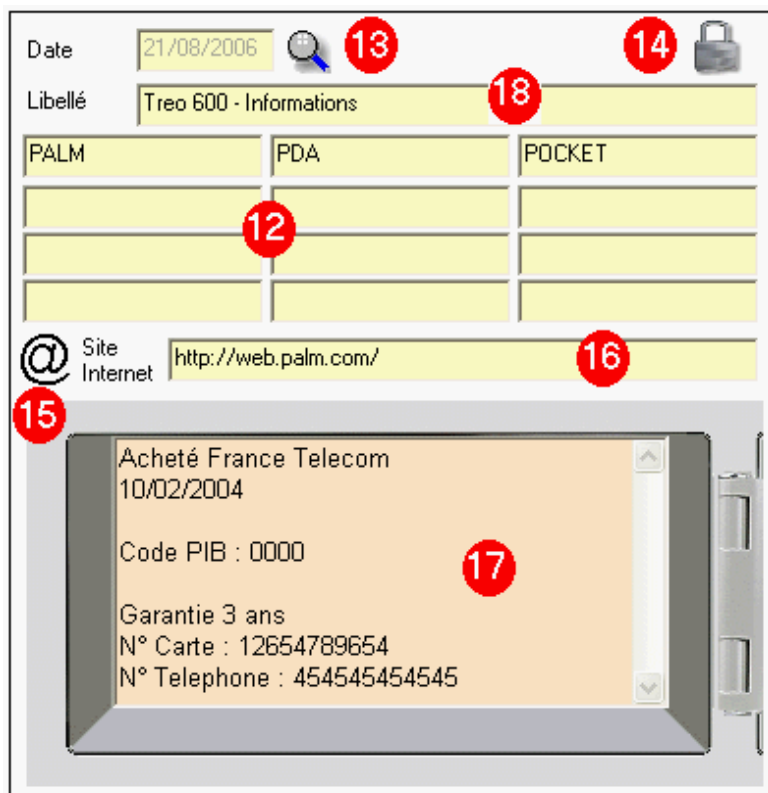 Date 21/08/2006 13 14
Libellé Treo 600 - Informations 18
PALM PDA POCKET
12
@ Site Internet http://web.palm.com/ 16
15
Acheté France Telecom
10/02/2004
Code PIB : 0000
17
Garantie 3 ans
N° Carte : 12654789654
N° Telephone : 454545454545